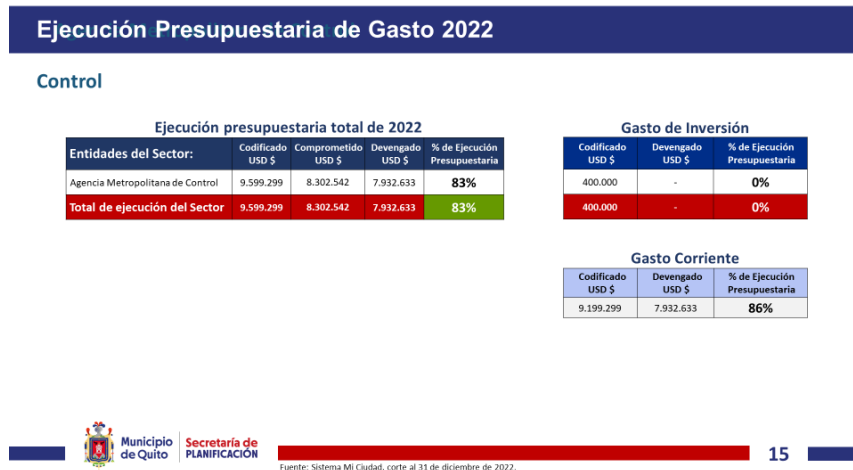 Ejecución Presupuestaria de Gasto 2022
Control
Ejecución presupuestaria total de 2022
Entidades del Sector: Codificado USD $ Comprometido USD $ Devengado USD $ % de Ejecución Presupuestaria
Agencia Metropolitana de Control 9.599.299 8.302.542 7.932.633 83%
Total de ejecución del Sector 9.599.299 8.302.542 7.932.633 83%
Gasto de Inversión
Codificado USD $ Devengado USD $ % de Ejecución Presupuestaria
400.000 - 0%
400.000 - 0%
Gasto Corriente
Codificado USD $ Devengado USD $ % de Ejecución Presupuestaria
9.199.299 7.932.633 86%
Municipio de Quito
Secretaría de PLANIFICACIÓN
15
Fuente: Sistema Mi Ciudad, corte al 31 de diciembre de 2022.